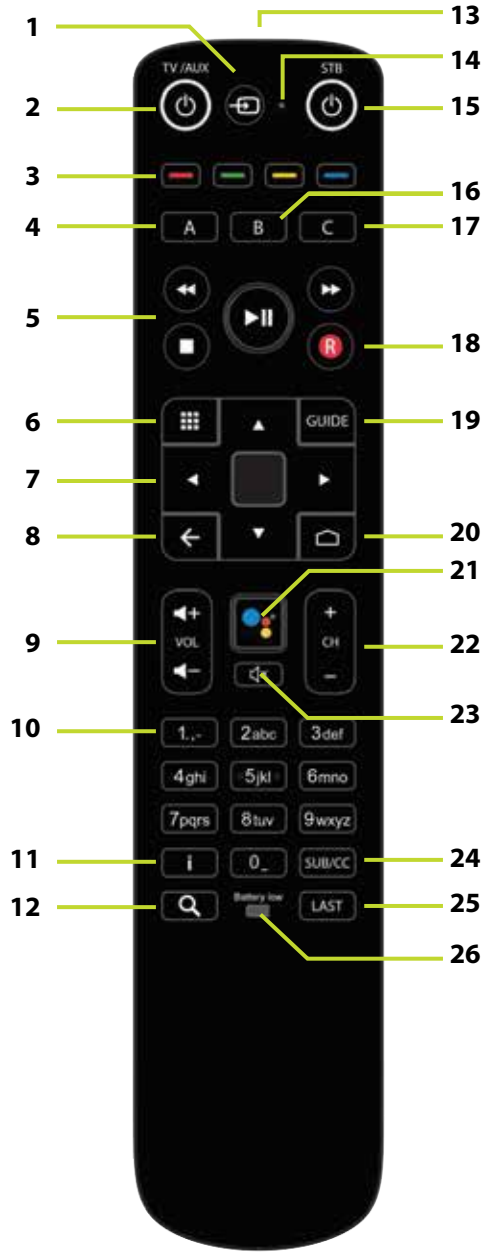 13
1
14
TV /AUX STB
2 15
3
16
4 A B C 17
5
R 18
6 GUIDE 19
7
8 20
21
+ +
9 VOL CH 22
− −
23
10 1.,- 2abc 3def
4ghi 5jkl 6mno
7pqrs 8tuv 9wxyz
11 i 0_ SUB/CC 24
12 Battery low LAST 25
26